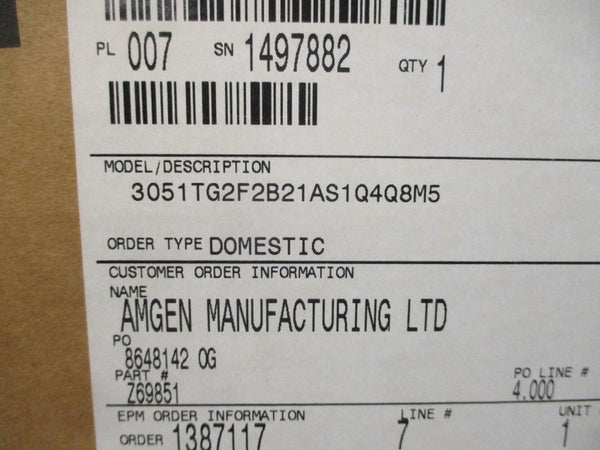 PL 007 SN 1497882 QTY 1
MODEL/DESCRIPTION
3051TG2F2B21AS1Q4Q8M5
ORDER TYPE DOMESTIC
CUSTOMER ORDER INFORMATION
NAME
AMGEN MANUFACTURING LTD
PO
8648142 OG
PART # PO LINE #
Z69851 4.000
EPM ORDER INFORMATION LINE # UNIT
ORDER 1387117 7 1